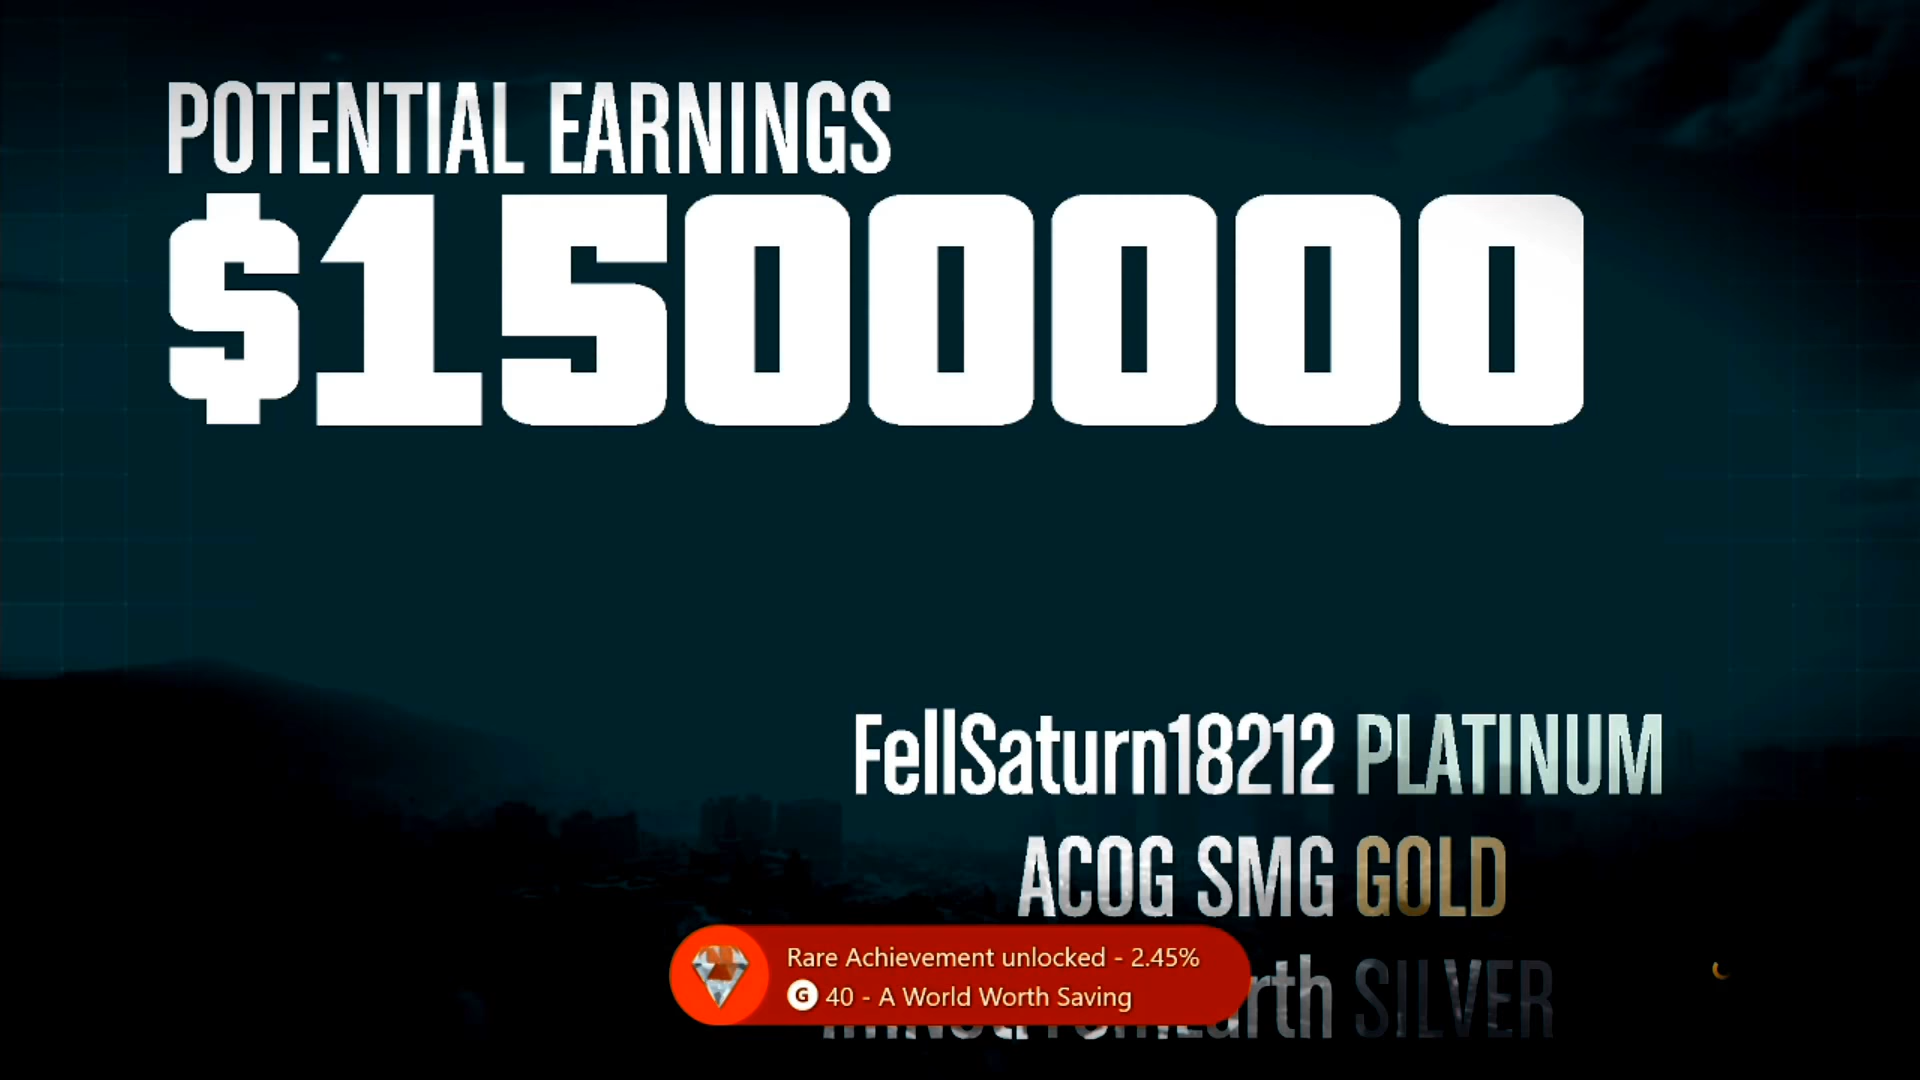 POTENTIAL EARNINGS
$1500000
FellSaturn18212 PLATINUM
ACOG SMG GOLD
Rare Achievement unlocked - 2.45%
G 40 - A World Worth Saving
SILVER